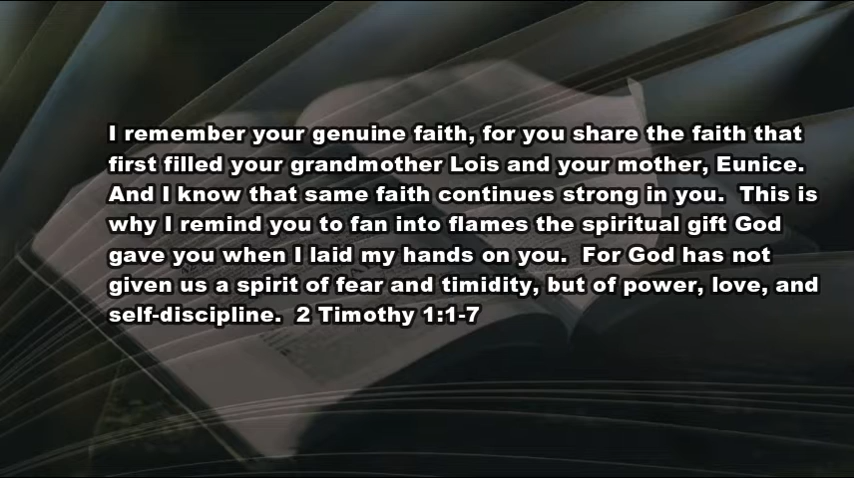 I remember your genuine faith, for you share the faith that
first filled your grandmother Lois and your mother, Eunice.
And I know that same faith continues strong in you.  This is
why I remind you to fan into flames the spiritual gift God
gave you when I laid my hands on you.  For God has not
given us a spirit of fear and timidity, but of power, love, and
self-discipline.  2 Timothy 1:1-7